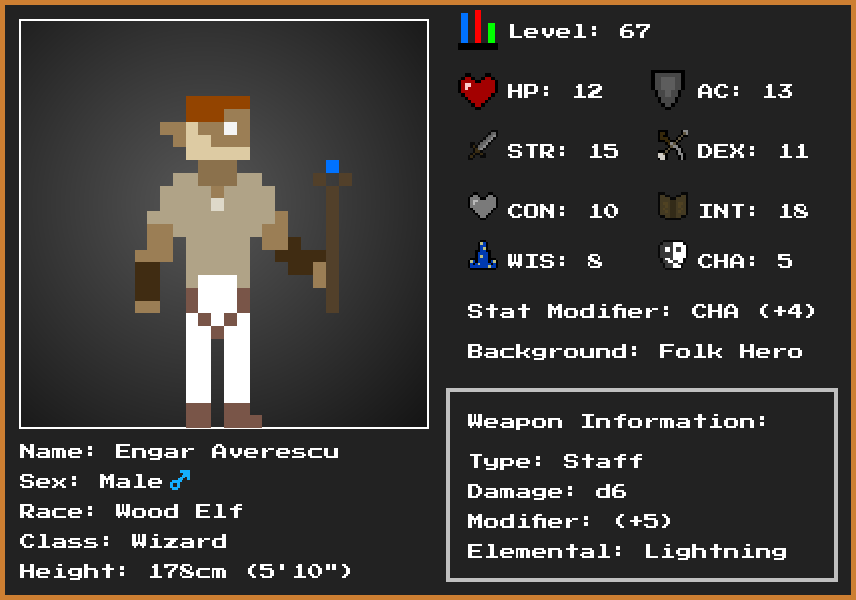 Level: 67
HP: 12
AC: 13
STR: 15
DEX: 11
CON: 10
INT: 18
WIS: 8
CHA: 5
Stat Modifier: CHA (+4)
Background: Folk Hero
Weapon Information:
Type: Staff
Damage: d6
Modifier: (+5)
Elemental: Lightning
Name: Engar Averescu
Sex: Male♂
Race: Wood Elf
Class: Wizard
Height: 178cm (5'10")